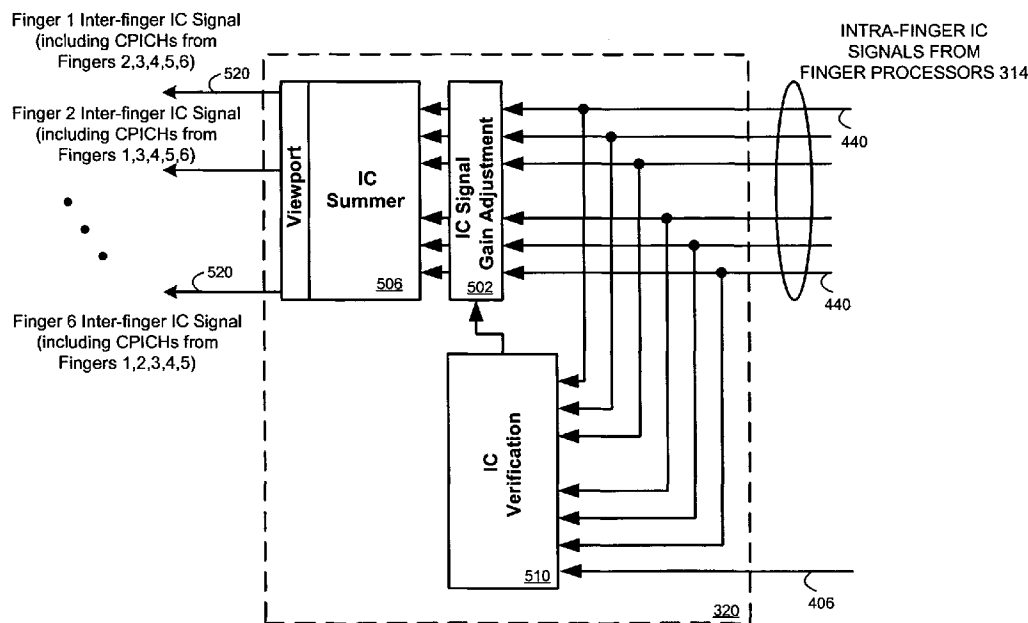 Finger 1 Inter-finger IC Signal
(including CPICHs from
Fingers 2,3,4,5,6)
520
Finger 2 Inter-finger IC Signal
(including CPICHs from
Fingers 1,3,4,5,6)
520
Finger 6 Inter-finger IC Signal
(including CPICHs from
Fingers 1,2,3,4,5)
Viewport
IC
Summer
506
IC Signal
Gain Adjustment
502
INTRA-FINGER IC
SIGNALS FROM
FINGER PROCESSORS 314
440
440
IC
Verification
510
406
320